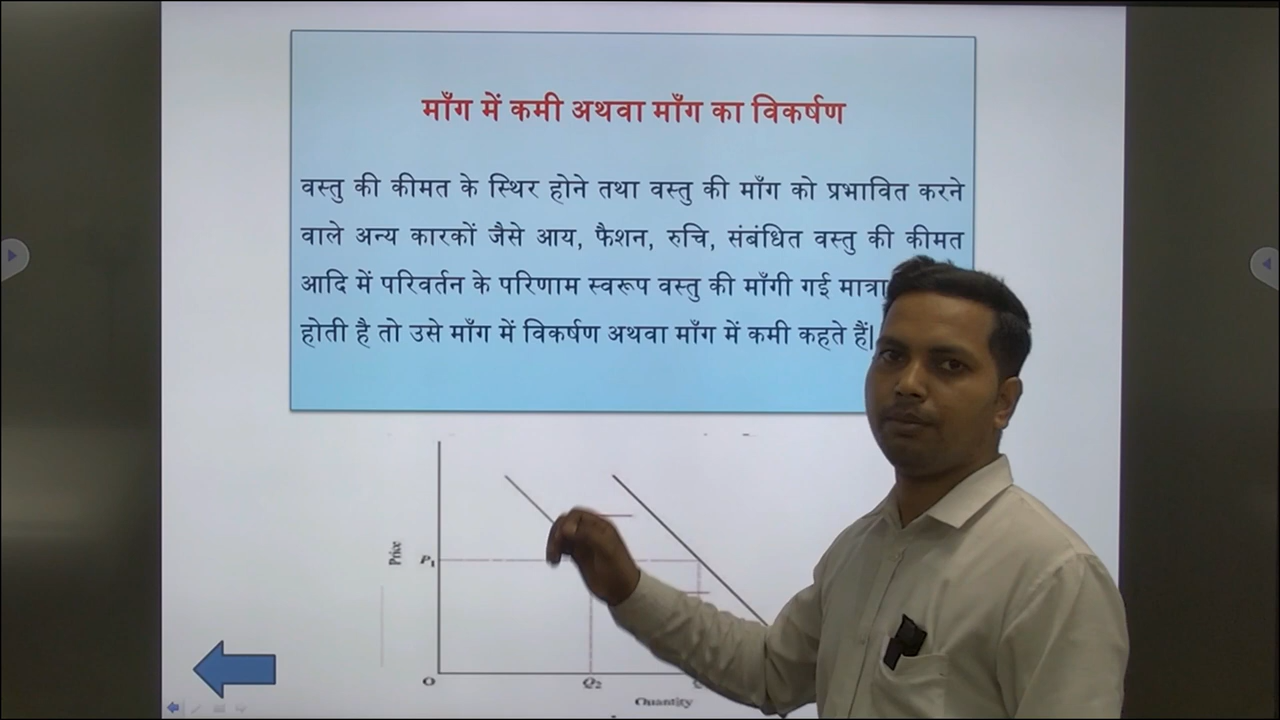 माँग में कमी अथवा माँग का विकर्षण
वस्तु की कीमत के स्थिर होने तथा वस्तु की माँग को प्रभावित करने
वाले अन्य कारकों जैसे आय, फैशन, रुचि, संबंधित वस्तु की कीमत
आदि में परिवर्तन के परिणाम स्वरूप वस्तु की माँगी गई मात्रा
होती है तो उसे माँग में विकर्षण अथवा माँग में कमी कहते हैं|
Price
P₁
O
Q₂
Quantity